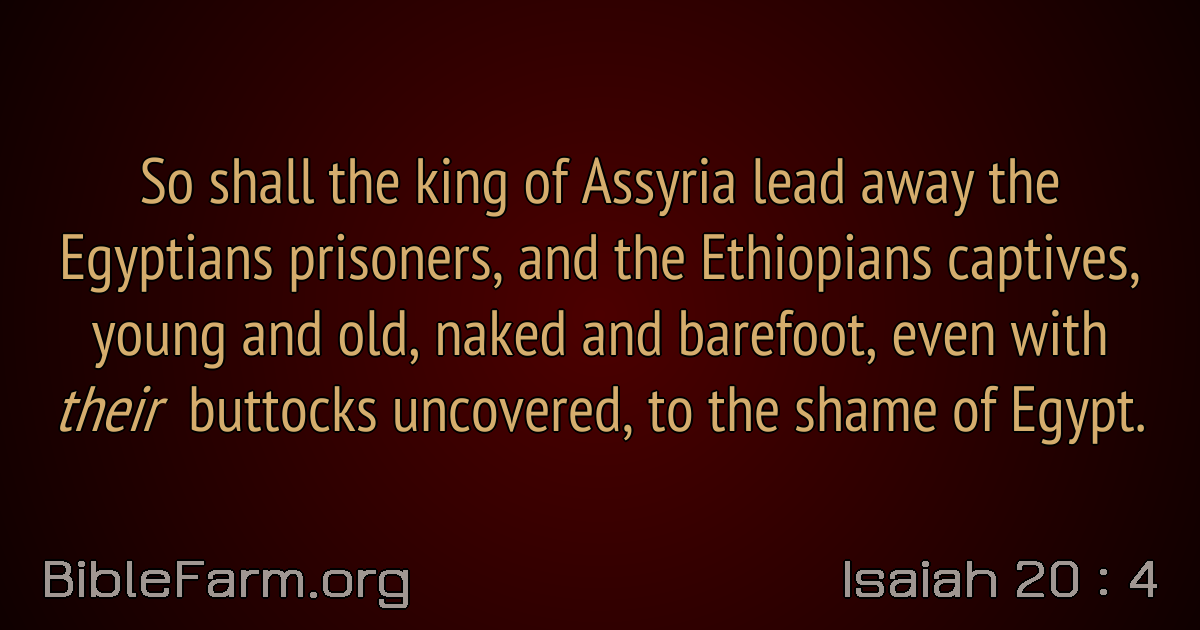 So shall the king of Assyria lead away the
Egyptians prisoners, and the Ethiopians captives,
young and old, naked and barefoot, even with
their buttocks uncovered, to the shame of Egypt.
BibleFarm.org
Isaiah 20 : 4